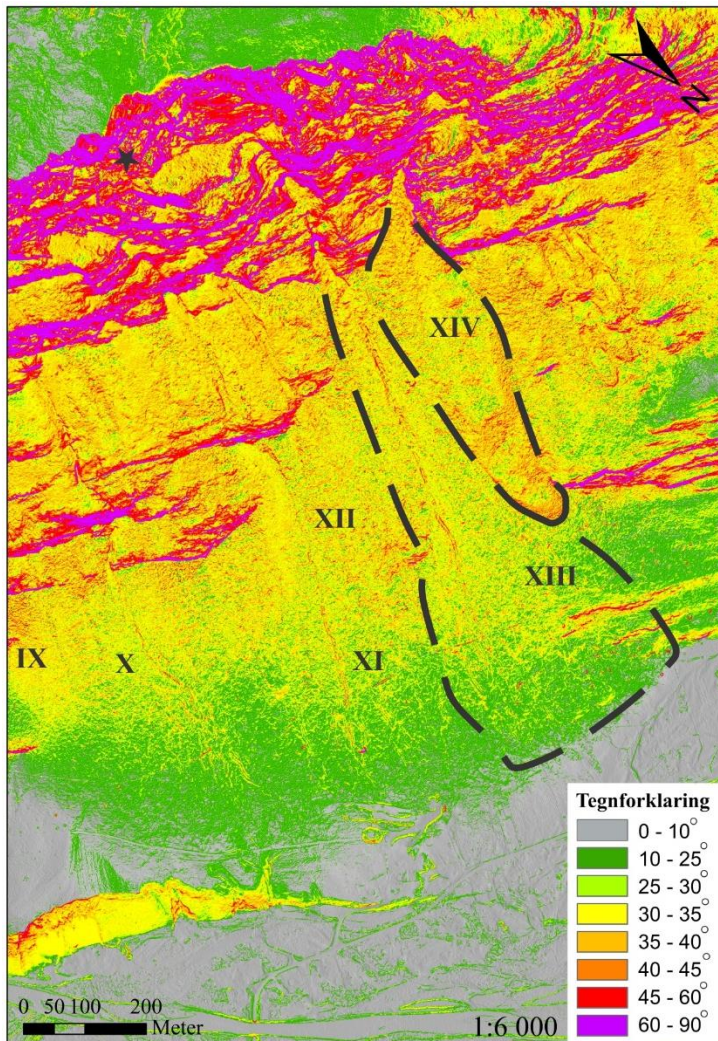 N
XIV
XII
XIII
IX X XI
Tegnforklaring
0 - 10°
10 - 25°
25 - 30°
30 - 35°
35 - 40°
40 - 45°
45 - 60°
60 - 90°
0 50 100 200
Meter
1:6 000